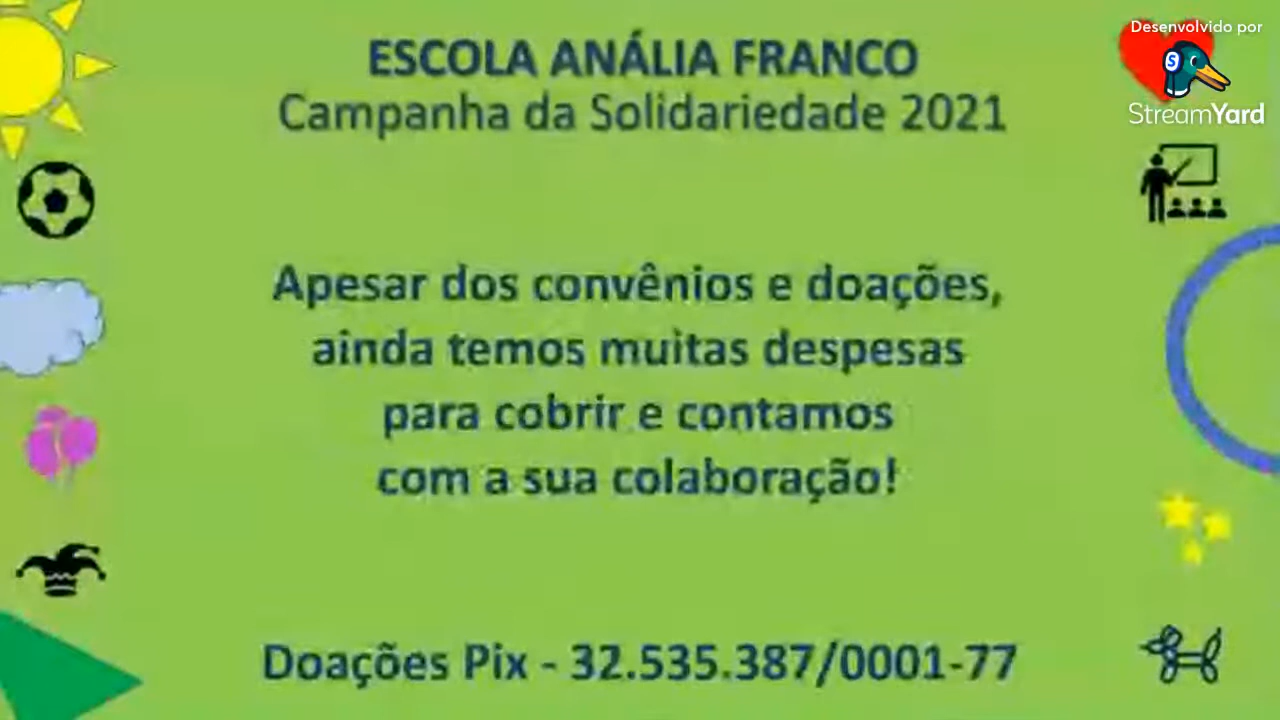 ESCOLA ANÁLIA FRANCO
Campanha da Solidariedade 2021
Desenvolvido por
S
StreamYard
Apesar dos convênios e doações,
ainda temos muitas despesas
para cobrir e contamos
com a sua colaboração!
Doações Pix - 32.535.387/0001-77